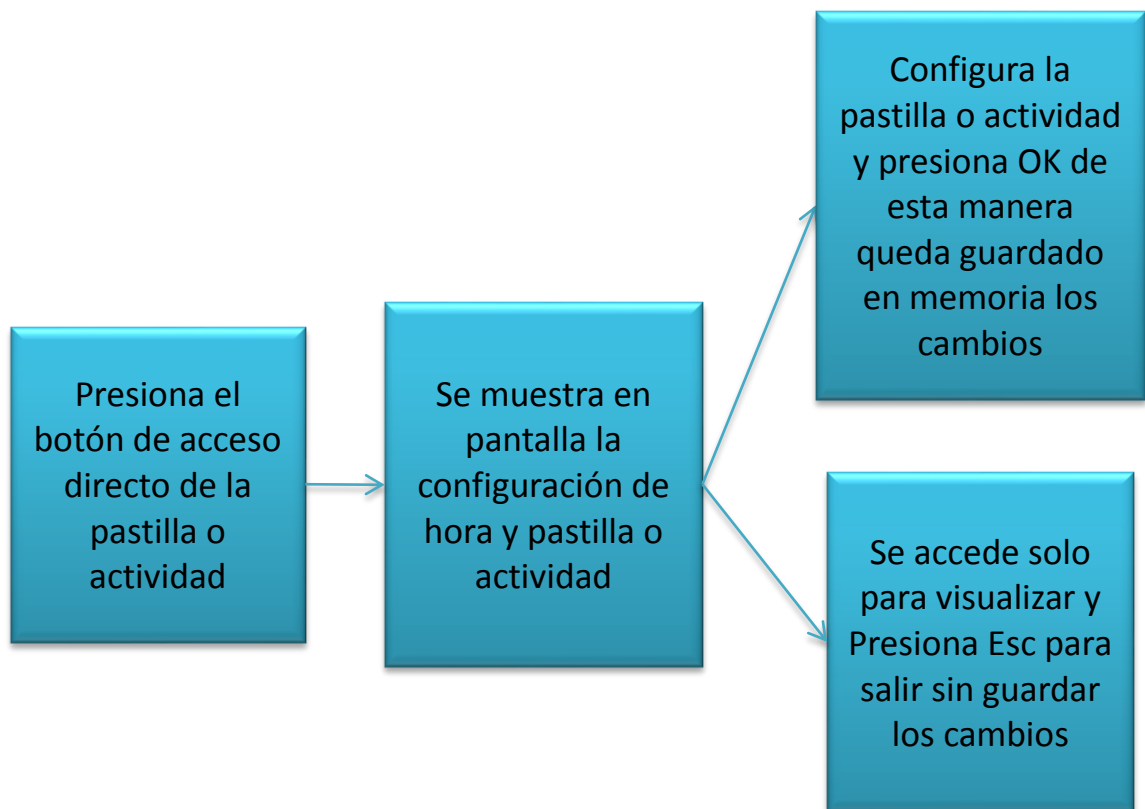 Presiona el
botón de acceso
directo de la
pastilla o
actividad
Se muestra en
pantalla la
configuración de
hora y pastilla o
actividad
Configura la
pastilla o actividad
y presiona OK de
esta manera
queda guardado
en memoria los
cambios
Se accede solo
para visualizar y
Presiona Esc para
salir sin guardar
los cambios